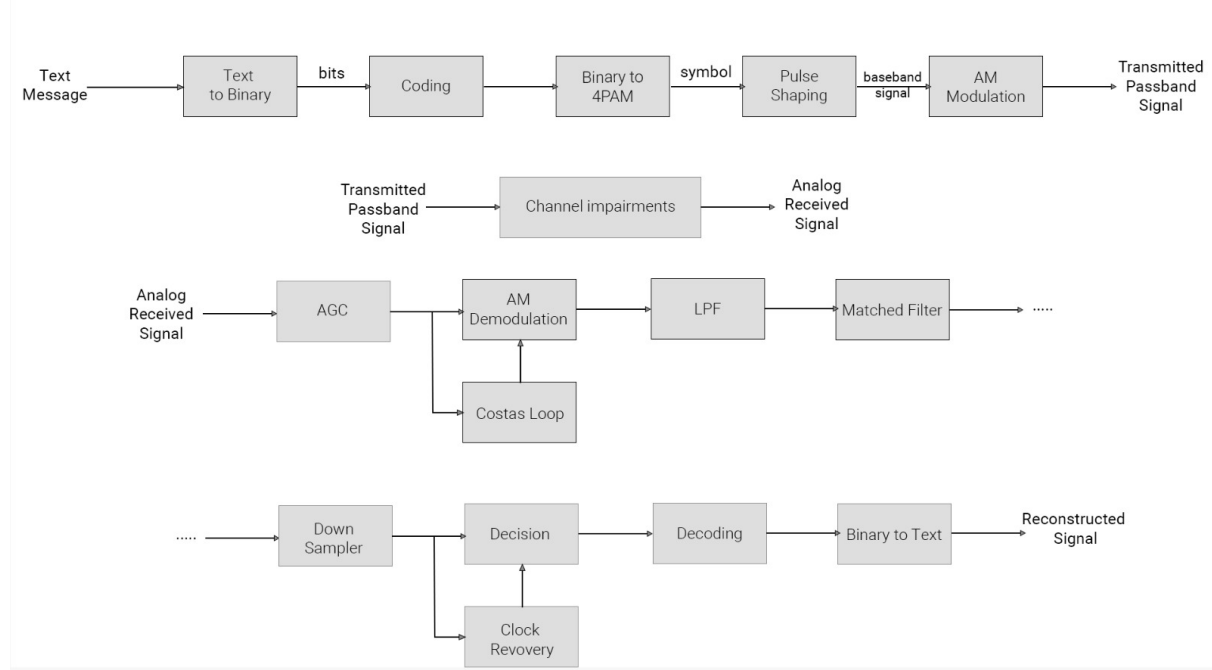 Text
Message
Text
to Binary
bits
Coding
Binary to
4PAM
symbol
Pulse
Shaping
baseband
signal
AM
Modulation
Transmitted
Passband
Signal
Transmitted
Passband
Signal
Channel impairments
Analog
Received
Signal
Analog
Received
Signal
AGC
AM
Demodulation
LPF
Matched Filter
.....
Costas Loop
.....
Down
Sampler
Decision
Decoding
Binary to Text
Reconstructed
Signal
Clock
Revovery